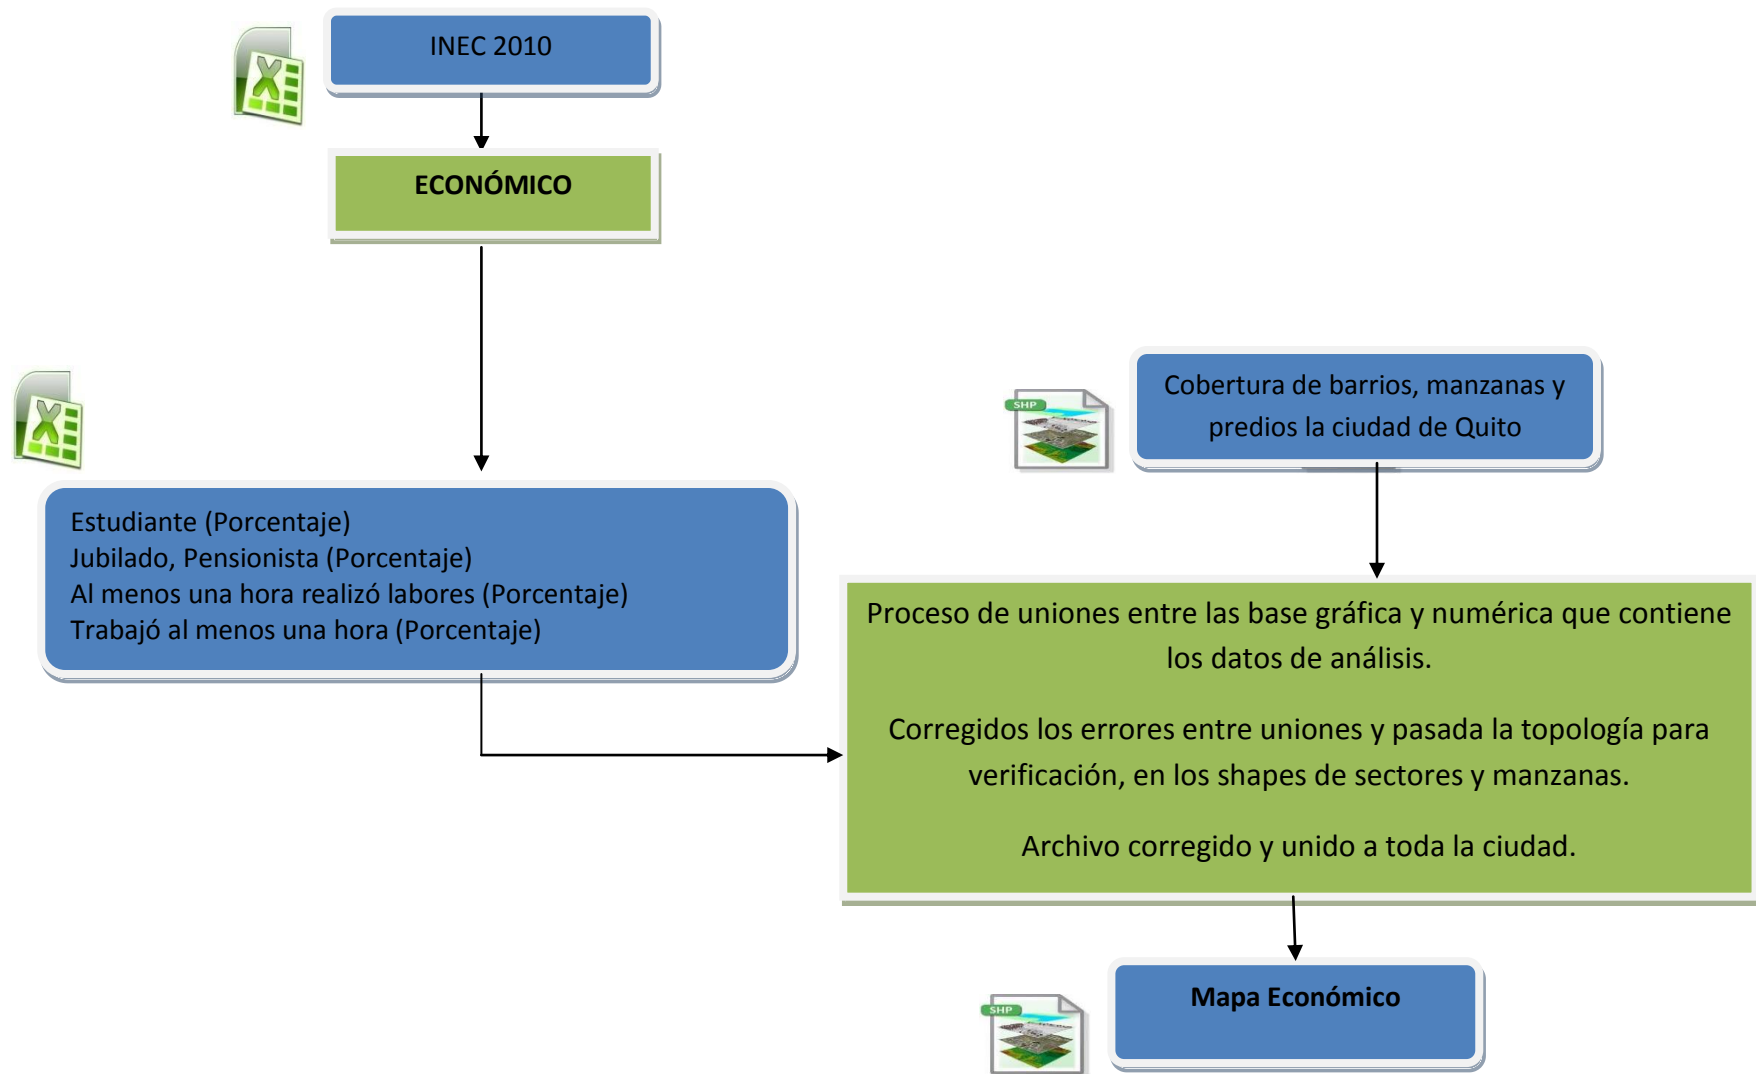 INEC 2010
ECONÓMICO
Estudiante (Porcentaje)
Jubilado, Pensionista (Porcentaje)
Al menos una hora realizó labores (Porcentaje)
Trabajó al menos una hora (Porcentaje)
SHP
Cobertura de barrios, manzanas y
predios la ciudad de Quito
Proceso de uniones entre las base gráfica y numérica que contiene
los datos de análisis.
Corregidos los errores entre uniones y pasada la topología para
verificación, en los shapes de sectores y manzanas.
Archivo corregido y unido a toda la ciudad.
SHP
Mapa Económico